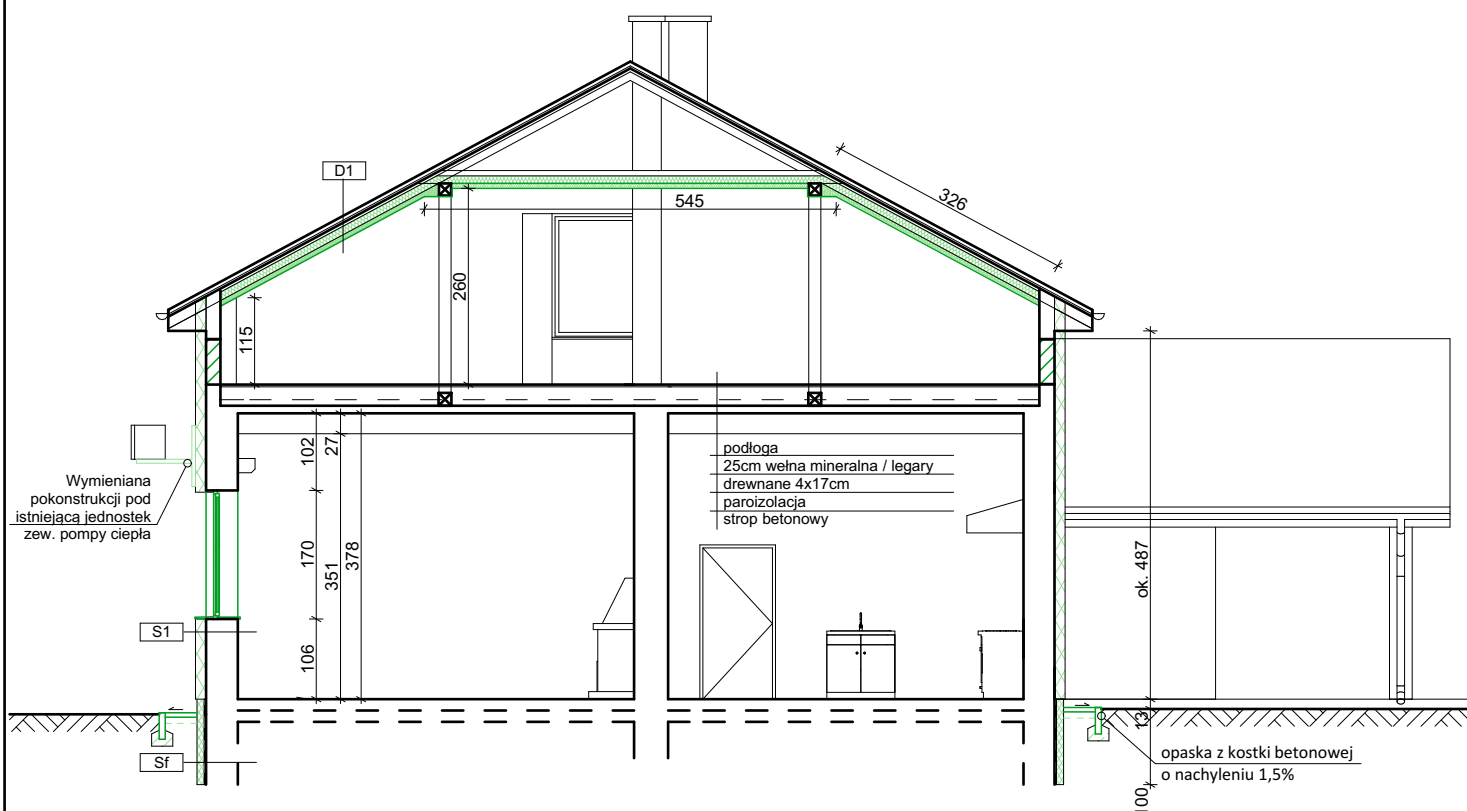 D1
326
545
260
115
Wymieniana
pokonstrukcji pod
istniejącą jednostek
zew. pompy ciepła
102
27
170
351
378
106
podłoga
25cm wełna mineralna / legary
drewnane 4x17cm
paroizolacja
strop betonowy
ok. 487
S1
Sf
13
opaska z kostki betonowej
o nachyleniu 1,5%
100